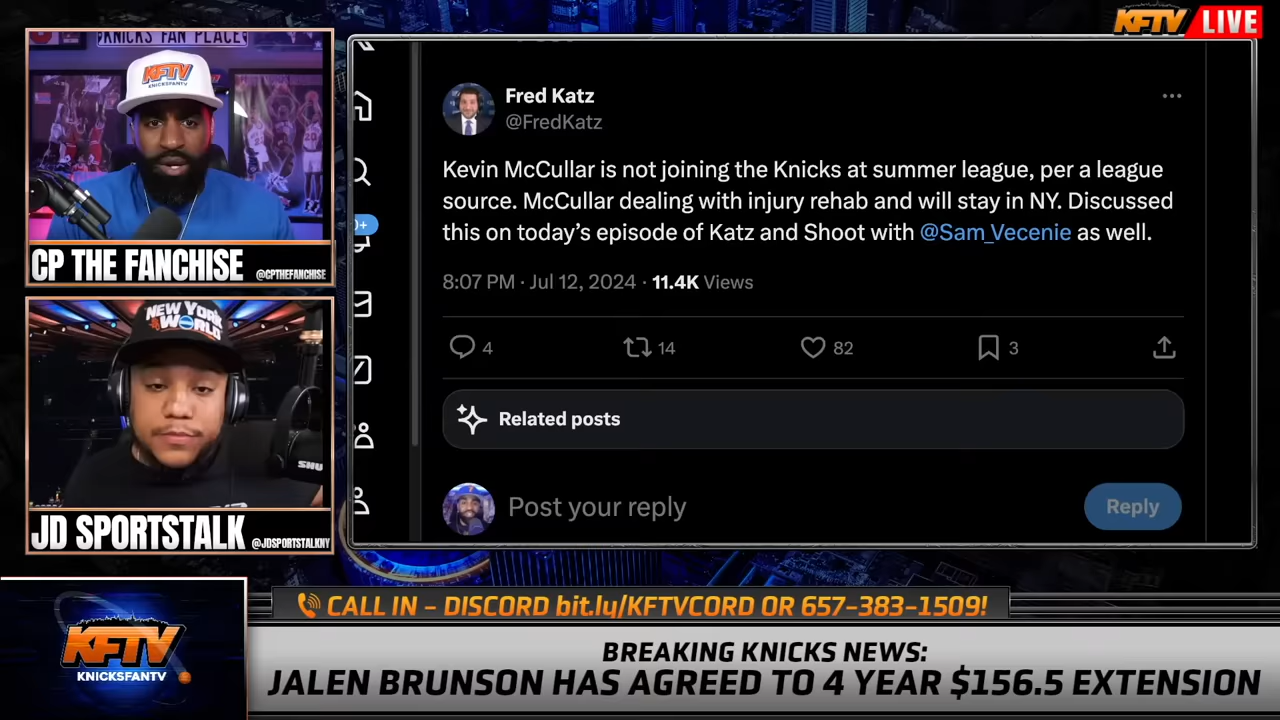 KFTV LIVE
KNICKS FAN PLACE
KFTV
KNICKSFANTV
CP THE FANCHISE @CPTHEFANCHISE
NEW YORK
WORLD
SHU
JD SPORTSTALK @JDSPORTSTALKNY
Fred Katz
@FredKatz
Kevin McCullar is not joining the Knicks at summer league, per a league
source. McCullar dealing with injury rehab and will stay in NY. Discussed
this on today’s episode of Katz and Shoot with @Sam_Vecenie as well.
8:07 PM · Jul 12, 2024 · 11.4K Views
4 14 82 3
Related posts
Post your reply
Reply
CALL IN – DISCORD bit.ly/KFTVCORD OR 657-383-1509!
KFTV
KNICKSFANTV
BREAKING KNICKS NEWS:
JALEN BRUNSON HAS AGREED TO 4 YEAR $156.5 EXTENSION